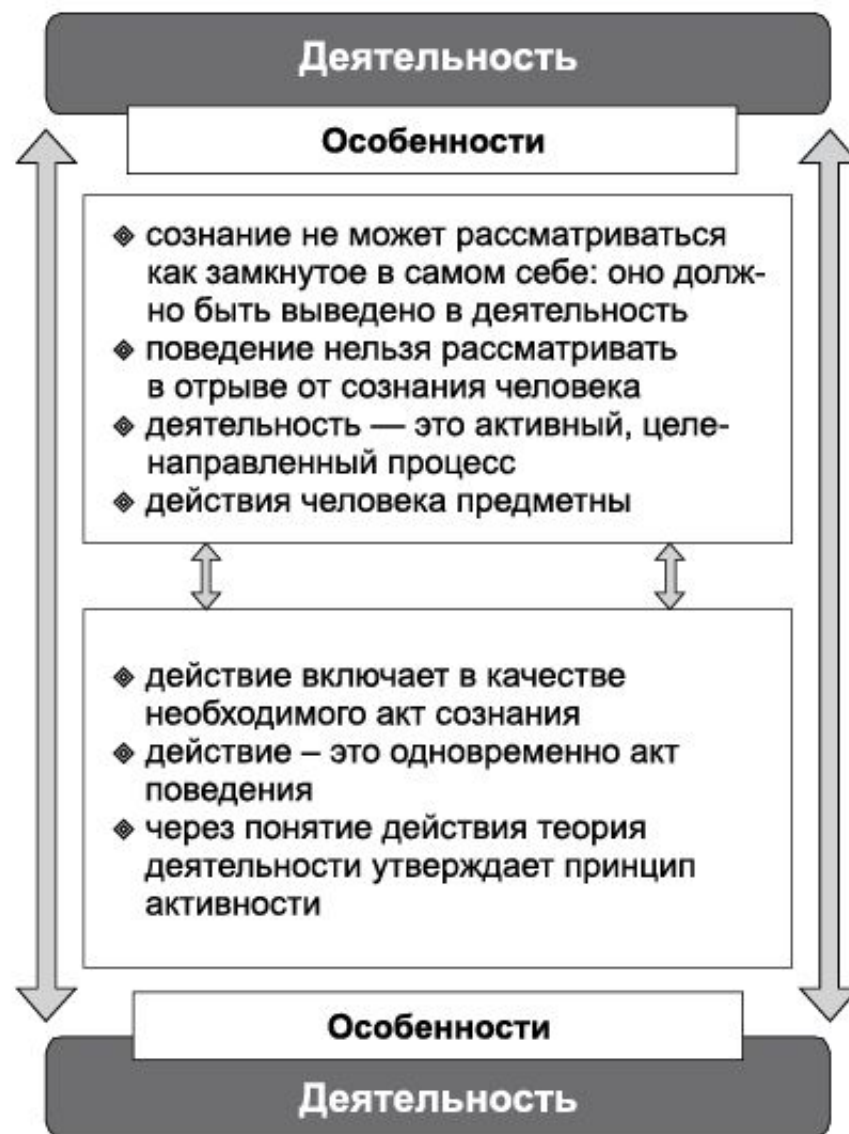 Деятельность
Особенности
сознание не может рассматриваться
как замкнутое в самом себе: оно долж-
но быть выведено в деятельность
поведение нельзя рассматривать
в отрыве от сознания человека
деятельность — это активный, целе-
направленный процесс
действия человека предметны
действие включает в качестве
необходимого акт сознания
действие – это одновременно акт
поведения
через понятие действия теория
деятельности утверждает принцип
активности
Особенности
Деятельность